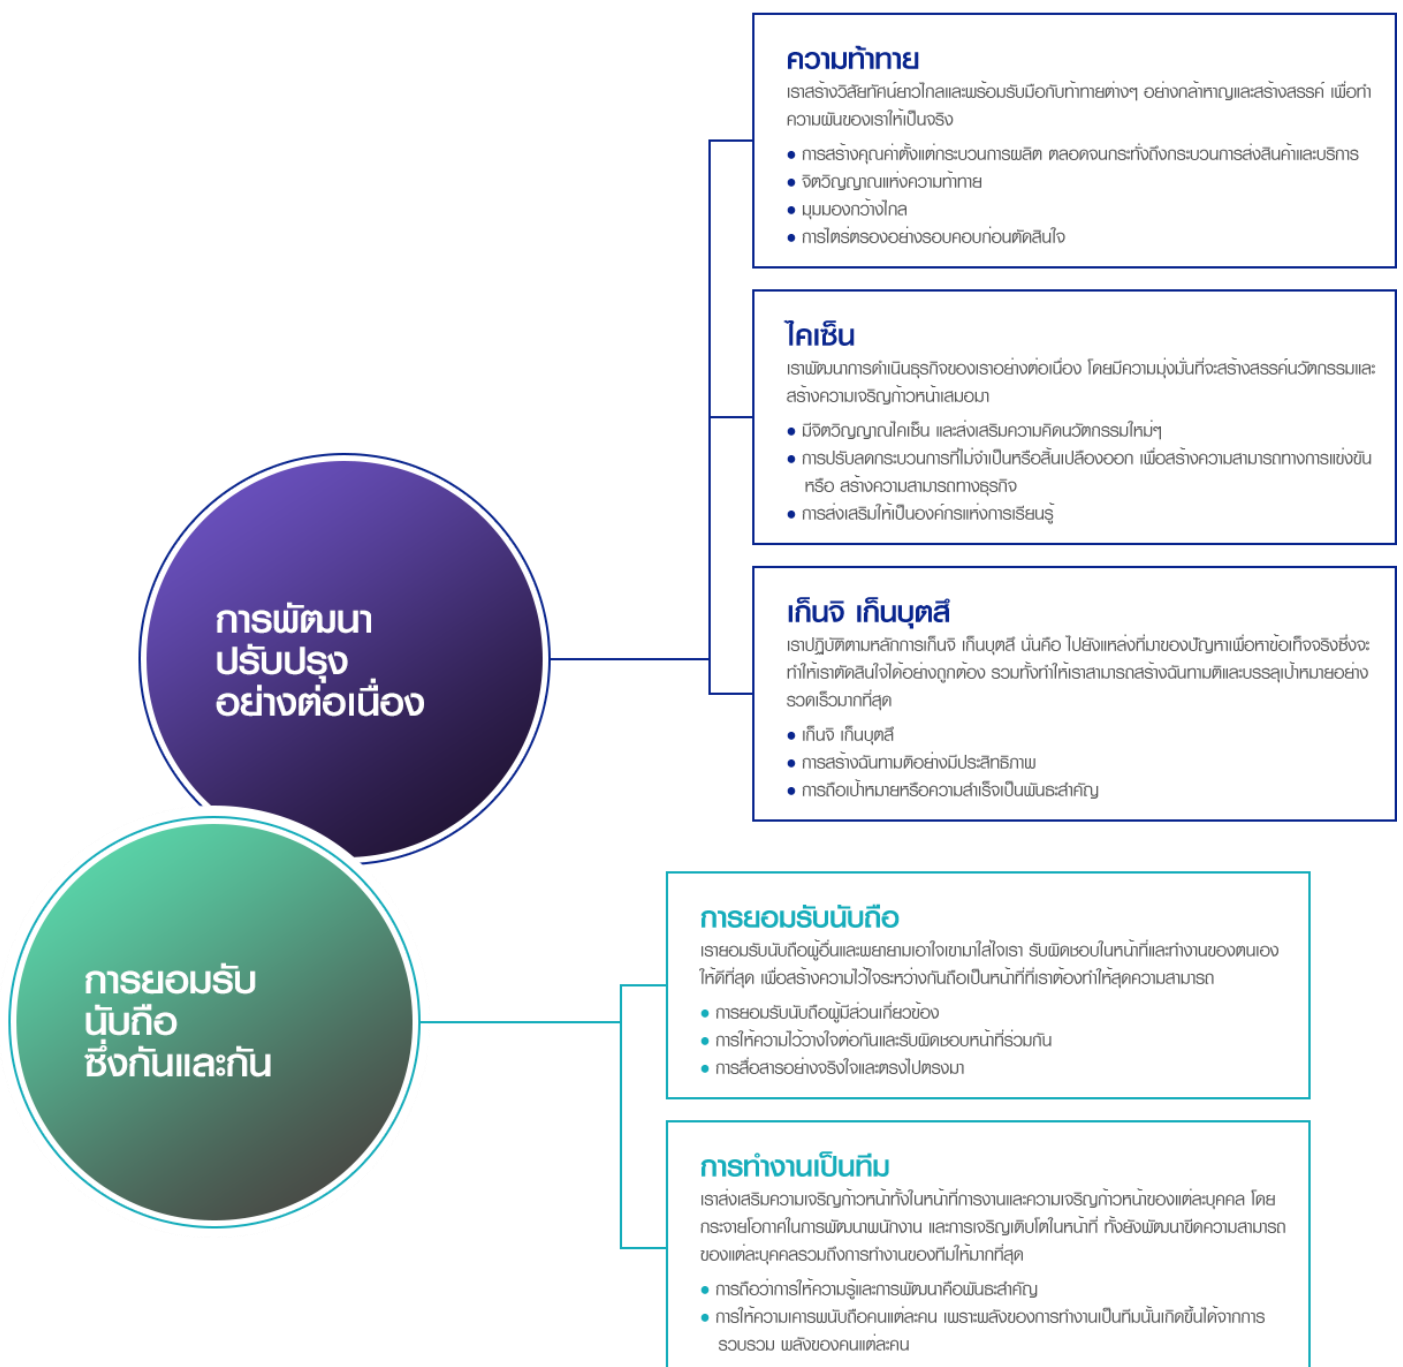 ความท้าทาย
เราสร้างวิสัยทัศน์ยาวไกลและพร้อมรับมือกับท้าทายต่างๆ อย่างกล้าหาญและสร้างสรรค์ เพื่อทำ
ความฝันของเราให้เป็นจริง
● การสร้างคุณค่าตั้งแต่กระบวนการผลิต ตลอดจนกระทั่งถึงกระบวนการส่งสินค้าและบริการ
● จิตวิญญาณแห่งความท้าทาย
● มุมมองกว้างไกล
● การไตร่ตรองอย่างรอบคอบก่อนตัดสินใจ
ไคเซ็น
เราพัฒนาการดำเนินธุรกิจของเราอย่างต่อเนื่อง โดยมีความมุ่งมั่นที่จะสร้างสรรค์นวัตกรรมและ
สร้างความเจริญก้าวหน้าเสมอมา
● มีจิตวิญญาณไคเซ็น และส่งเสริมความคิดนวัตกรรมใหม่ๆ
● การปรับลดกระบวนการที่ไม่จำเป็นหรือสิ้นเปลืองออก เพื่อสร้างความสามารถทางการแข่งขัน
หรือ สร้างความสามารถทางธุรกิจ
● การส่งเสริมให้เป็นองค์กรแห่งการเรียนรู้
การพัฒนา
ปรับปรุง
อย่างต่อเนื่อง
เก็นจิ เก็นบุตสึ
เราปฏิบัติตามหลักการเก็นจิ เก็นบุตสึ นั่นคือ ไปยังแหล่งที่มาของปัญหาเพื่อหาข้อเท็จจริงซึ่งจะ
ทำให้เราตัดสินใจได้อย่างถูกต้อง รวมทั้งทำให้เราสามารถสร้างฉันทามติและบรรลุเป้าหมายอย่าง
รวดเร็วมากที่สุด
● เก็นจิ เก็นบุตสึ
● การสร้างฉันทามติอย่างมีประสิทธิภาพ
● การถือเป้าหมายหรือความสำเร็จเป็นพันธะสำคัญ
การยอมรับ
นับถือ
ซึ่งกันและกัน
การยอมรับนับถือ
เรายอมรับนับถือผู้อื่นและพยายามเอาใจเขามาใส่ใจเรา รับผิดชอบในหน้าที่และทำงานของตนเอง
ให้ดีที่สุด เพื่อสร้างความไว้ใจระหว่างกันถือเป็นหน้าที่ที่เราต้องทำให้สุดความสามารถ
● การยอมรับนับถือผู้มีส่วนเกี่ยวข้อง
● การให้ความไว้วางใจต่อกันและรับผิดชอบหน้าที่ร่วมกัน
● การสื่อสารอย่างจริงใจและตรงไปตรงมา
การทำงานเป็นทีม
เราส่งเสริมความเจริญก้าวหน้าทั้งในหน้าที่การงานและความเจริญก้าวหน้าของแต่ละบุคคล โดย
กระจายโอกาสในการพัฒนาพนักงาน และการเจริญเติบโตในหน้าที่ ทั้งยังพัฒนาขีดความสามารถ
ของแต่ละบุคคลรวมถึงการทำงานของทีมให้มากที่สุด
● การถือว่าการให้ความรู้และการพัฒนาคือพันธะสำคัญ
● การให้ความเคารพนับถือคนแต่ละคน เพราะพลังของการทำงานเป็นทีมนั้นเกิดขึ้นได้จากการ
รวบรวม พลังของคนแต่ละคน